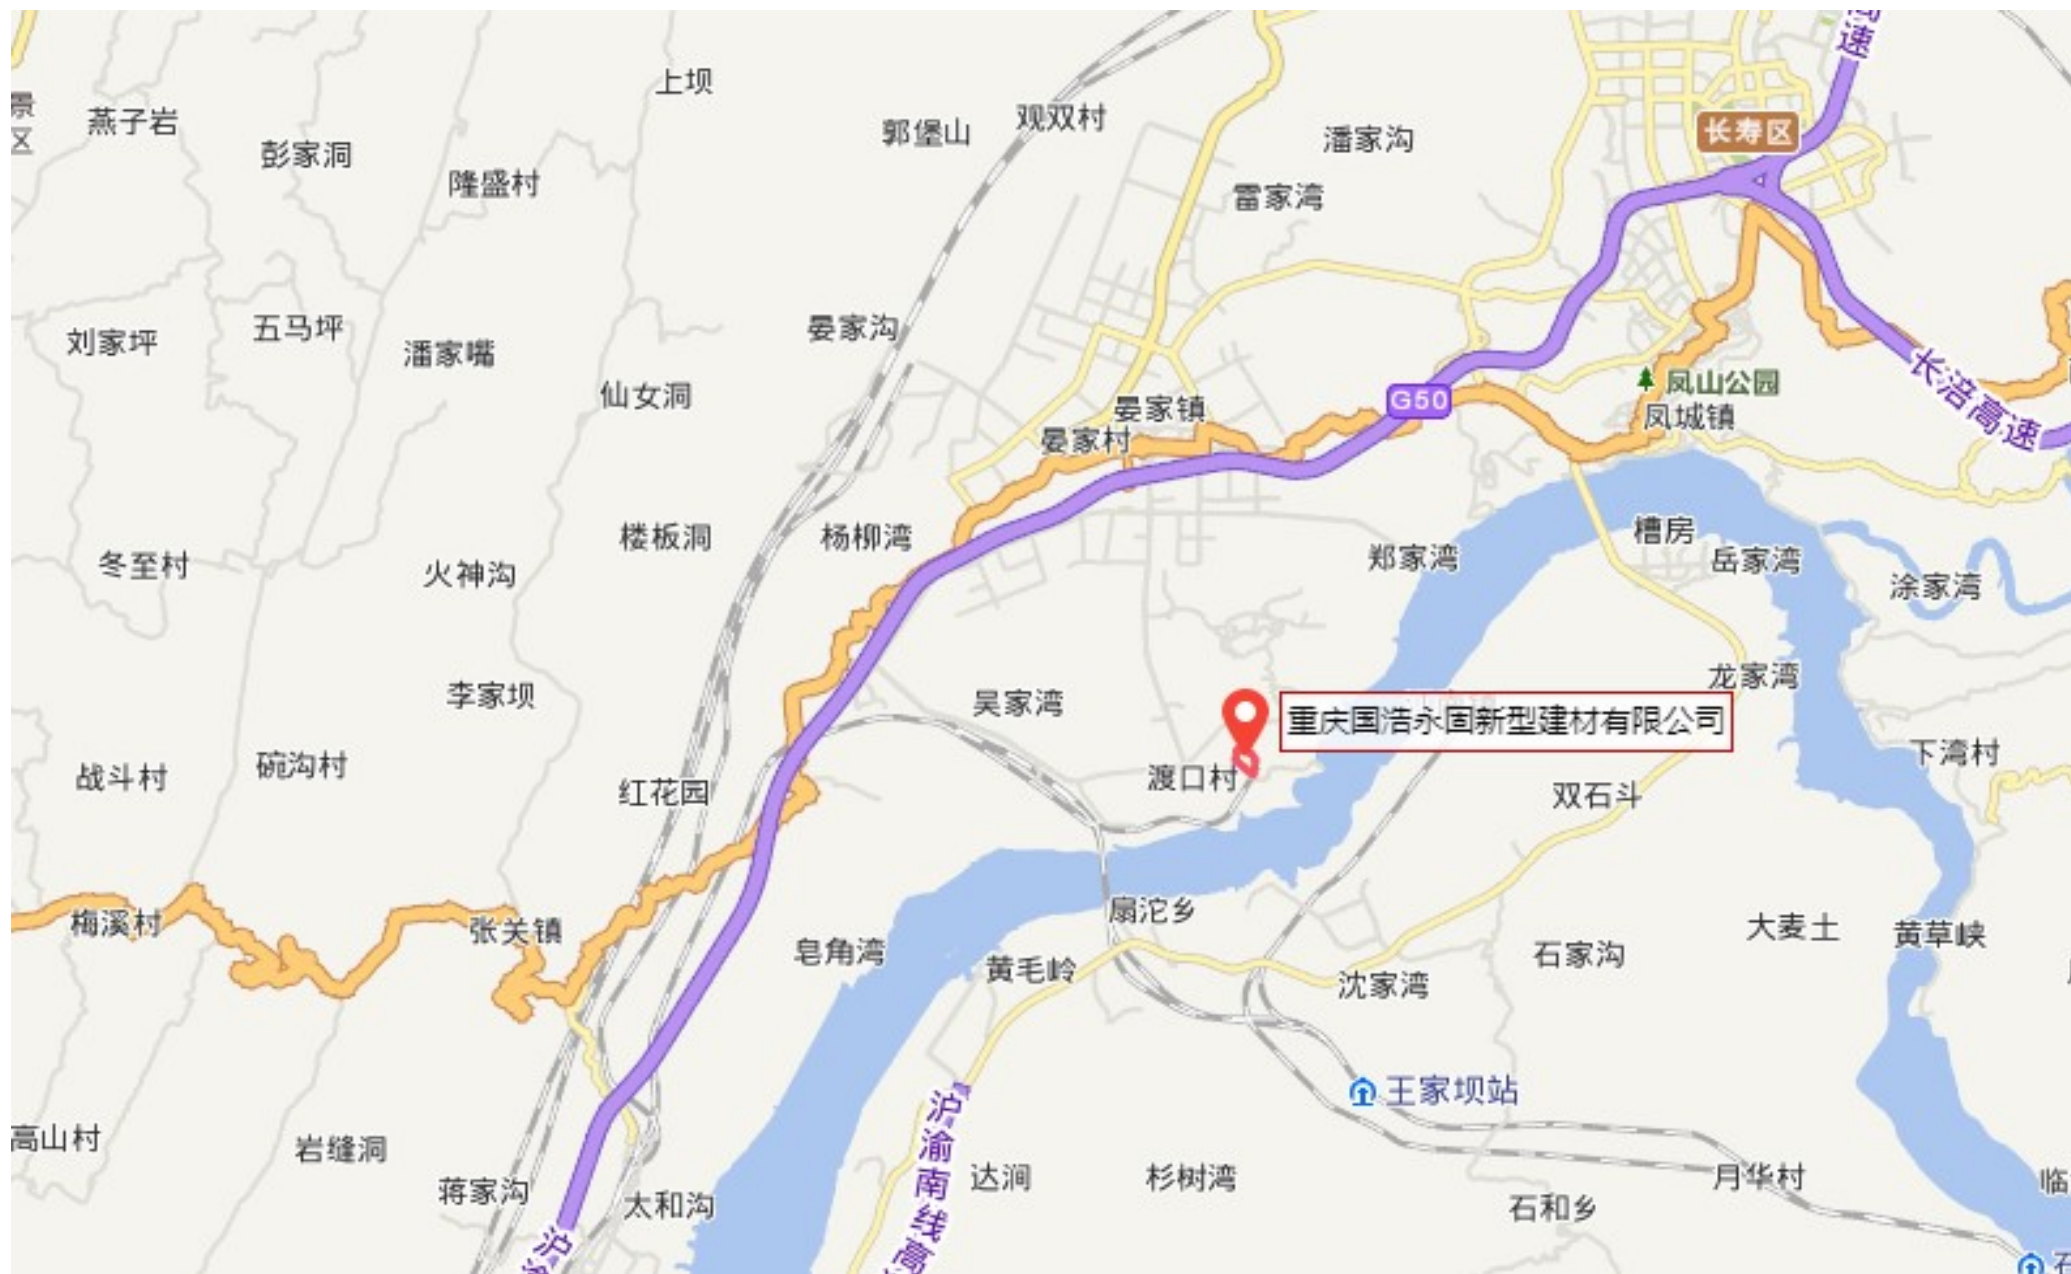 高速
上坝
景区
燕子岩
观双村
郭堡山
长寿区
潘家沟
彭家洞
隆盛村
雷家湾
晏家沟
五马坪
刘家坪
潘家嘴
长涪高速
凤山公园
仙女洞
G50
晏家镇
凤城镇
晏家村
槽房
楼板洞
杨柳湾
郑家湾
岳家湾
冬至村
火神沟
涂家湾
龙家湾
李家坝
吴家湾
重庆国浩永固新型建材有限公司
下湾村
碗沟村
战斗村
渡口村
红花园
双石斗
扇沱乡
梅溪村
张关镇
大麦土
黄草峡
皂角湾
石家沟
黄毛岭
沈家湾
王家坝站
沪渝南线高
高山村
岩缝洞
达涧
杉树湾
月华村
临
蒋家沟
太和沟
石和乡
沪